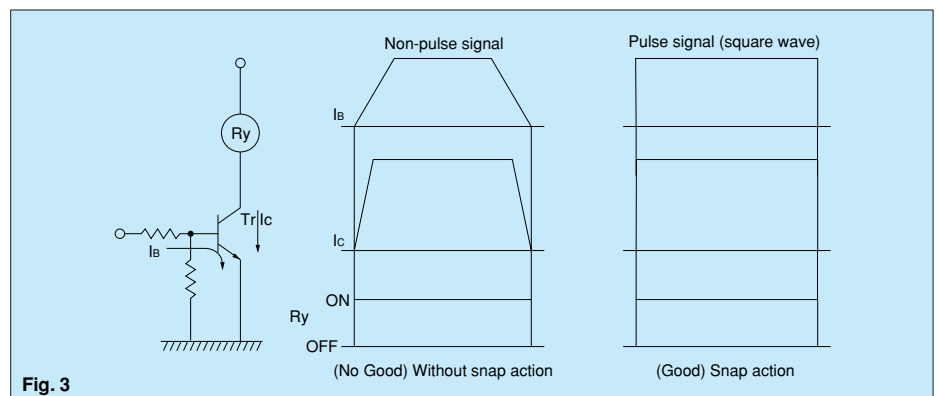 Non-pulse signal
Pulse signal (square wave)
Ry
IB
Tr Ic
IB
Ic
ON
Ry
OFF
(No Good) Without snap action
(Good) Snap action
Fig. 3